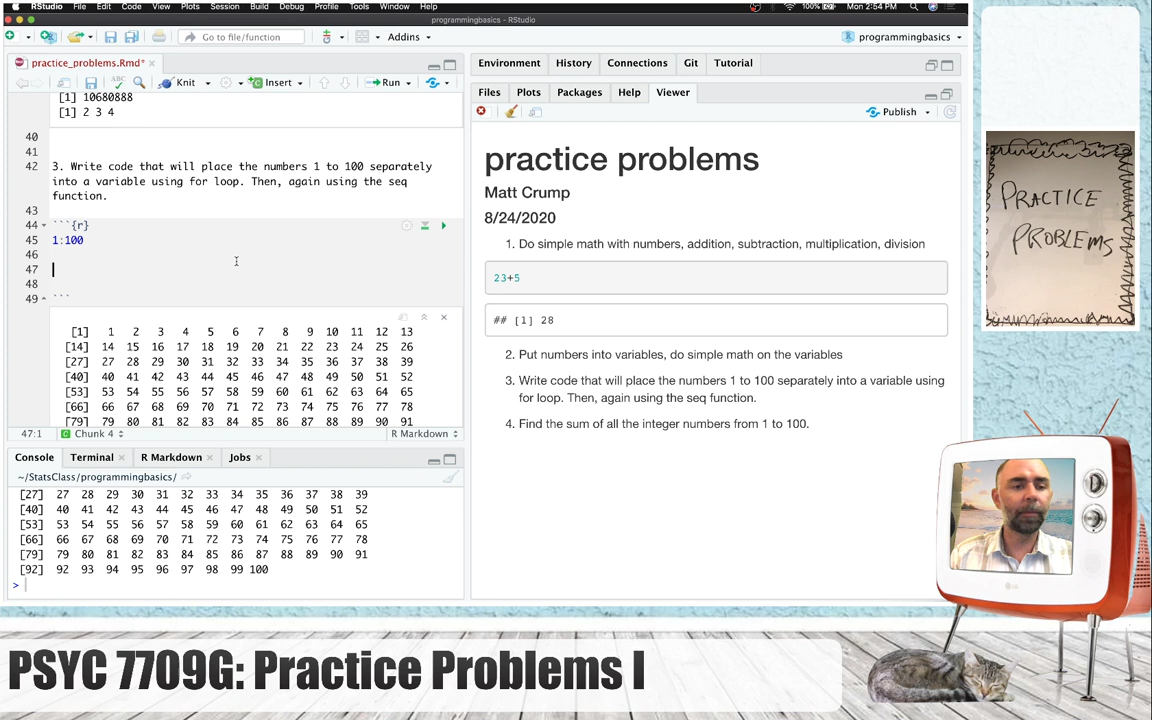 RStudio File Edit Code View Plots Session Build Debug Profile Tools Window Help 100% Mon 2:54 PM
programmingbasics - RStudio
Go to file/function Addins programmingbasics
practice_problems.Rmd*
Knit Insert Run
[1] 10680888
[1] 2 3 4
40
41
42 3. Write code that will place the numbers 1 to 100 separately
into a variable using for loop. Then, again using the seq
function.
43
44 ```{r}
45 1:100
46
47
48
49 ```
[1] 1 2 3 4 5 6 7 8 9 10 11 12 13
[14] 14 15 16 17 18 19 20 21 22 23 24 25 26
[27] 27 28 29 30 31 32 33 34 35 36 37 38 39
[40] 40 41 42 43 44 45 46 47 48 49 50 51 52
[53] 53 54 55 56 57 58 59 60 61 62 63 64 65
[66] 66 67 68 69 70 71 72 73 74 75 76 77 78
[79] 79 80 81 82 83 84 85 86 87 88 89 90 91
47:1 Chunk 4 R Markdown
Console Terminal R Markdown Jobs
~/StatsClass/programmingbasics/
[27] 27 28 29 30 31 32 33 34 35 36 37 38 39
[40] 40 41 42 43 44 45 46 47 48 49 50 51 52
[53] 53 54 55 56 57 58 59 60 61 62 63 64 65
[66] 66 67 68 69 70 71 72 73 74 75 76 77 78
[79] 79 80 81 82 83 84 85 86 87 88 89 90 91
[92] 92 93 94 95 96 97 98 99 100
>
Environment History Connections Git Tutorial
Files Plots Packages Help Viewer
Publish
practice problems
Matt Crump
8/24/2020
1. Do simple math with numbers, addition, subtraction, multiplication, division
23+5
## [1] 28
2. Put numbers into variables, do simple math on the variables
3. Write code that will place the numbers 1 to 100 separately into a variable using
for loop. Then, again using the seq function.
4. Find the sum of all the integer numbers from 1 to 100.
PRACTICE
PROBLEMS
LG
PSYC 7709G: Practice Problems I